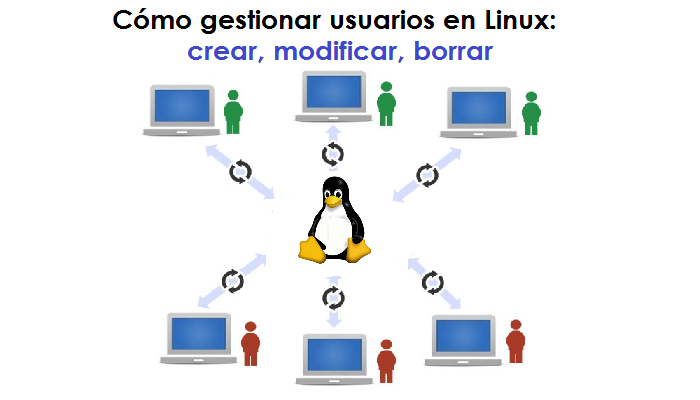 Cómo gestionar usuarios en Linux:
crear, modificar, borrar